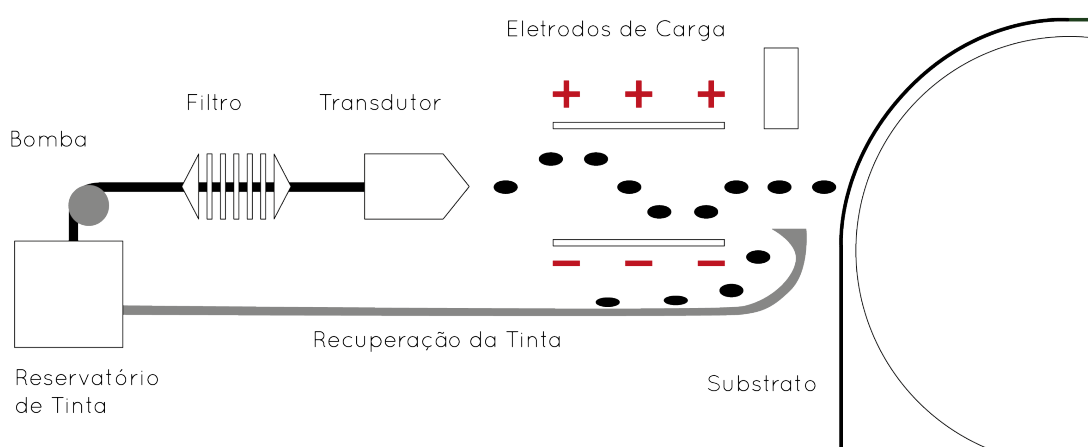 Eletrodos de Carga
Filtro
Transdutor
Bomba
Recuperação da Tinta
Reservatório
de Tinta
Substrato